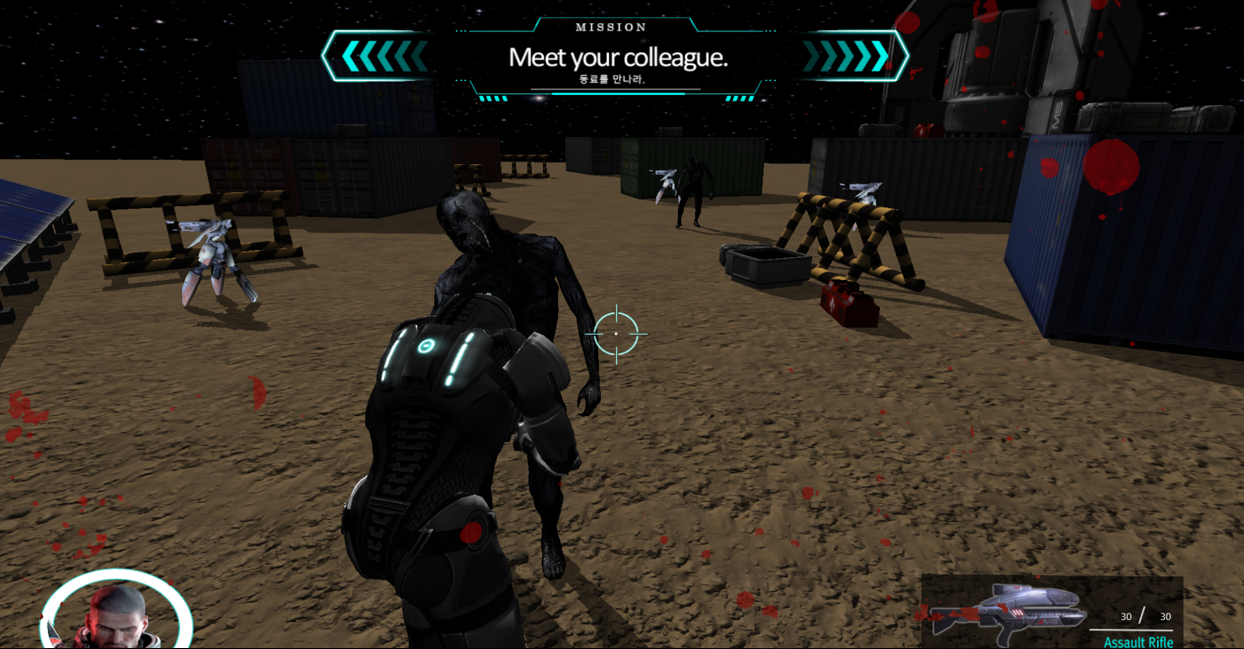 MISSION
Meet your colleague.
동료를 만나라.
30 / 30
Assault Rifle